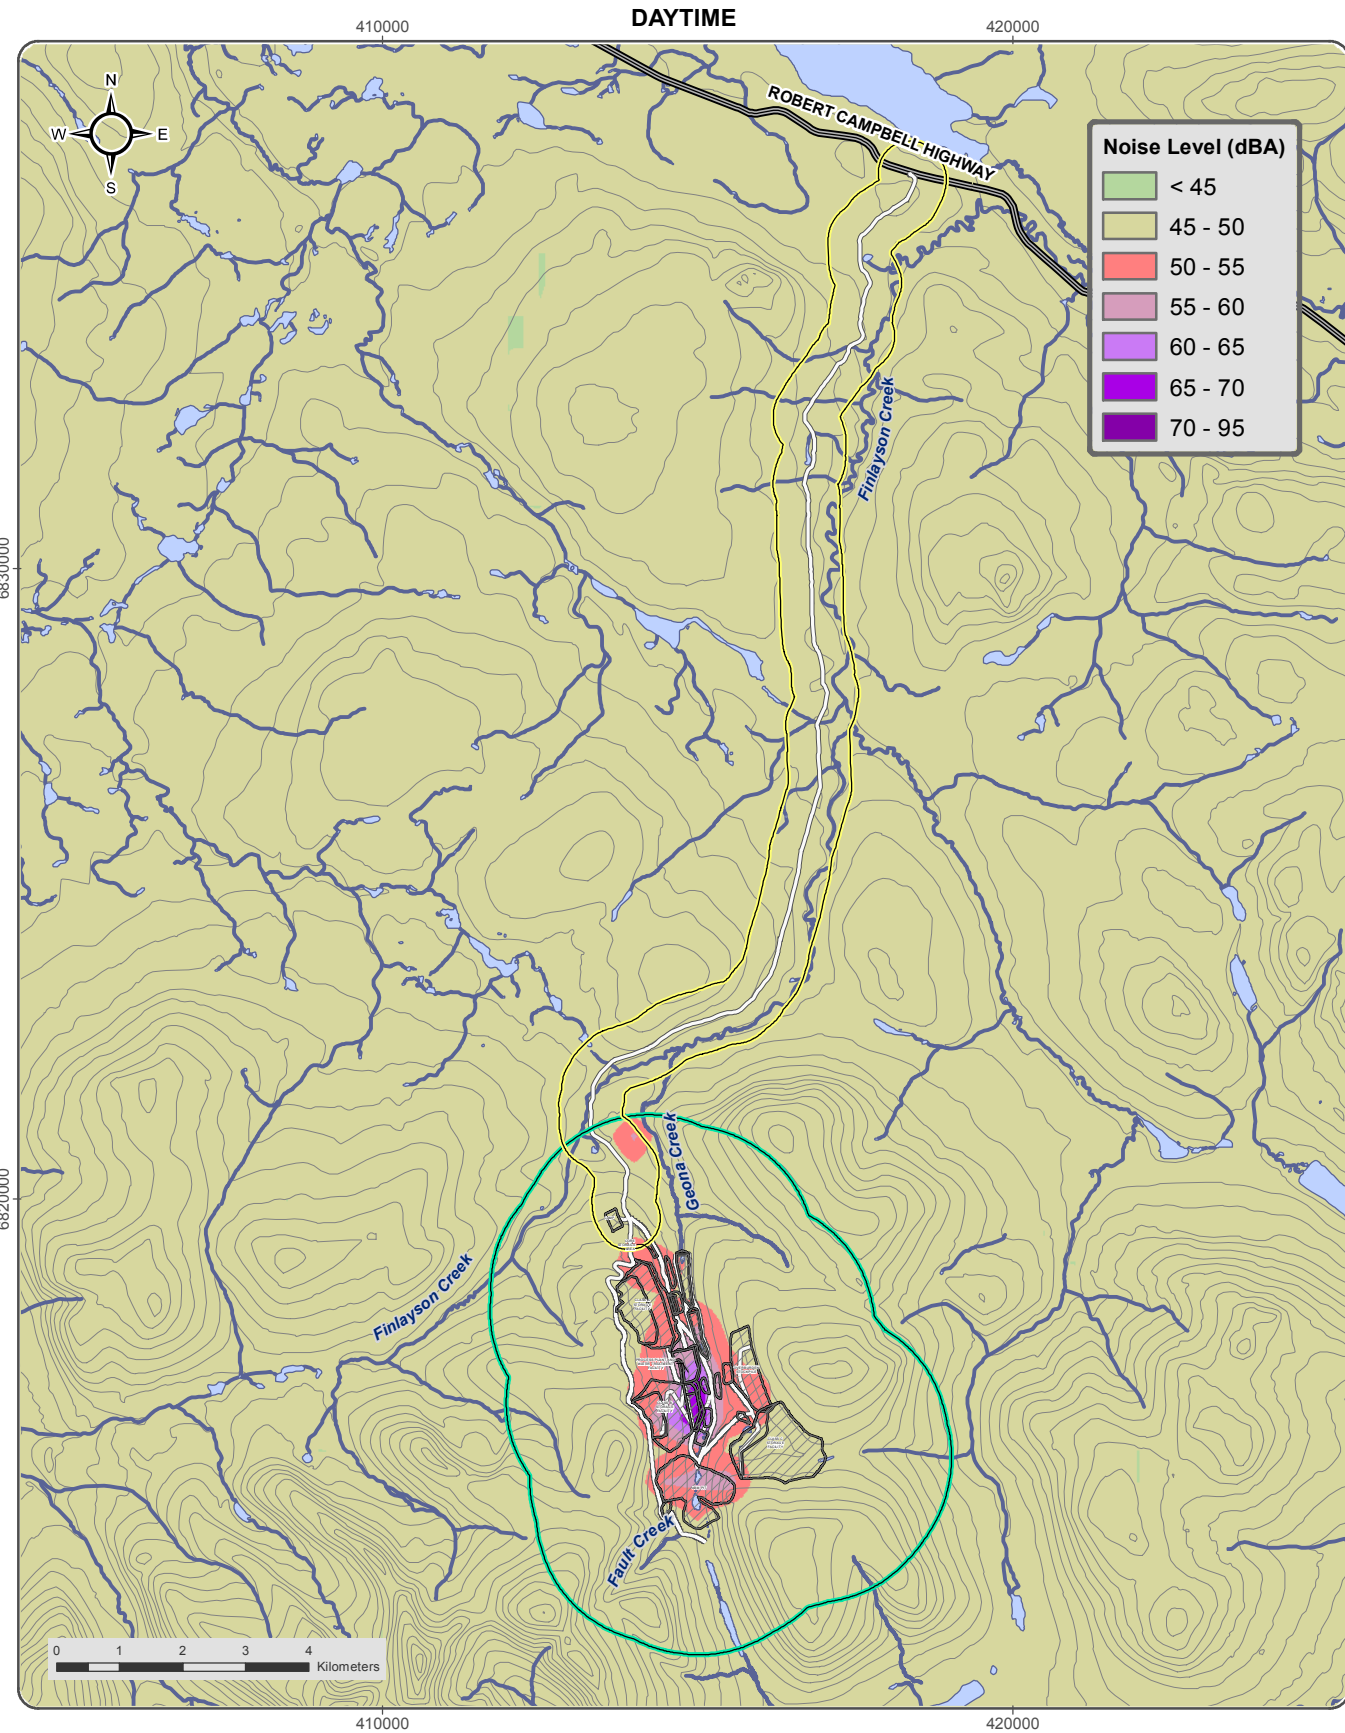 DAYTIME
410000
420000
N
W
E
S
ROBERT CAMPBELL HIGHWAY
Noise Level (dBA)
< 45
45 - 50
50 - 55
55 - 60
60 - 65
65 - 70
70 - 95
Finlayson Creek
6830000
Geona Creek
6820000
Finlayson Creek
Fault Creek
0 1 2 3 4
Kilometers
410000
420000